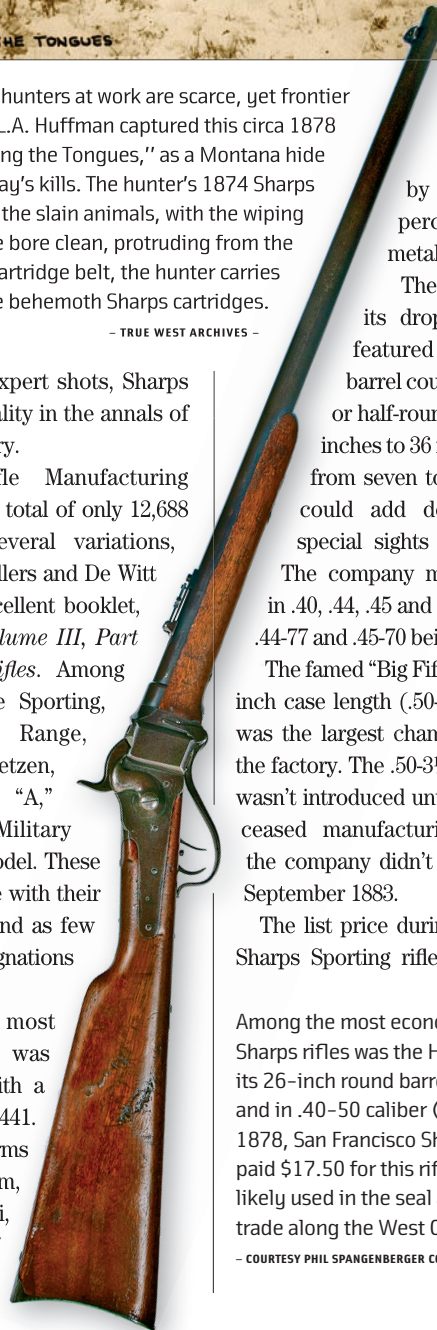 HE TONGUES
hunters at work are scarce, yet frontier
L.A. Huffman captured this circa 1878
ng the Tongues,'' as a Montana hide
ay's kills. The hunter's 1874 Sharps
the slain animals, with the wiping
e bore clean, protruding from the
artridge belt, the hunter carries
e behemoth Sharps cartridges.
– TRUE WEST ARCHIVES –
xpert shots, Sharps
ality in the annals of
ry.
fle Manufacturing
total of only 12,688
everal variations,
llers and De Witt
cellent booklet,
lume III, Part
ifles. Among
e Sporting,
Range,
etzen,
"A,"
Military
odel. These
e with their
nd as few
gnations
most
was
ith a
441.
rms
m,
i,
by
perc
metal
The
its drop
featured
barrel cou
or half-roun
inches to 36
from seven to
could add de
special sights
The company m
in .40, .44, .45 and
.44-77 and .45-70 bei
The famed "Big Fif
inch case length (.50-
was the largest cham
the factory. The .50-3
wasn't introduced unt
ceased manufacturi
the company didn't
September 1883.
The list price durin
Sharps Sporting rifle
Among the most econo
Sharps rifles was the H
its 26-inch round barre
and in .40-50 caliber (
1878, San Francisco Sh
paid $17.50 for this rif
likely used in the seal
trade along the West C
– COURTESY PHIL SPANGENBERGER CO